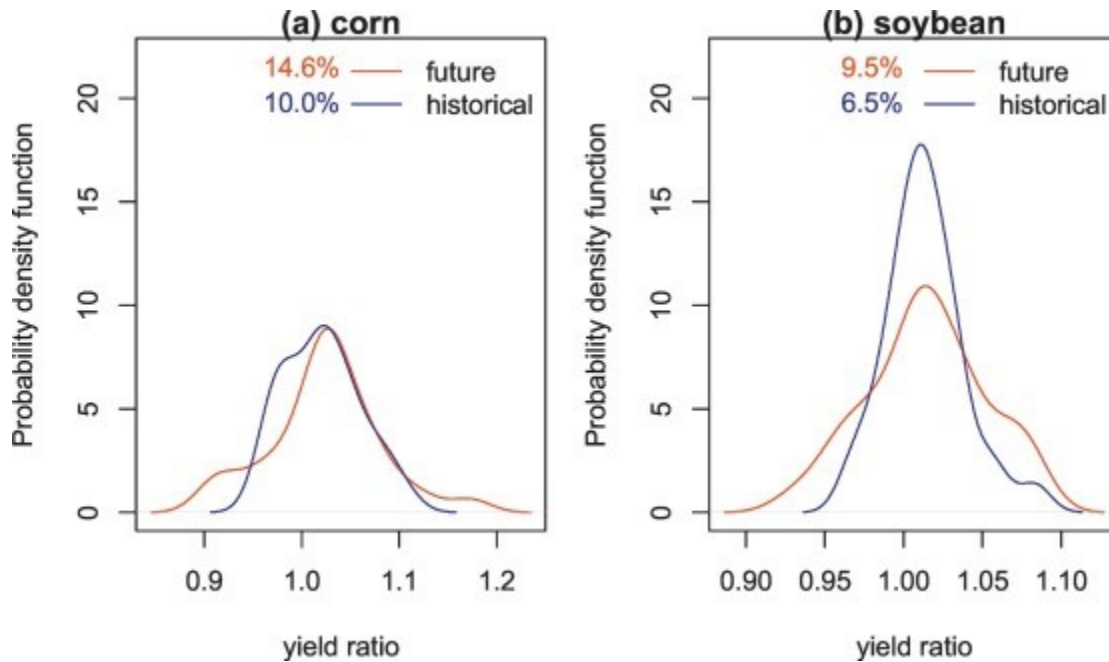 (a) corn
14.6% future
10.0% historical
Probability density function
20
15
10
5
0
0.9 1.0 1.1 1.2
yield ratio
(b) soybean
9.5% future
6.5% historical
Probability density function
20
15
10
5
0
0.90 0.95 1.00 1.05 1.10
yield ratio